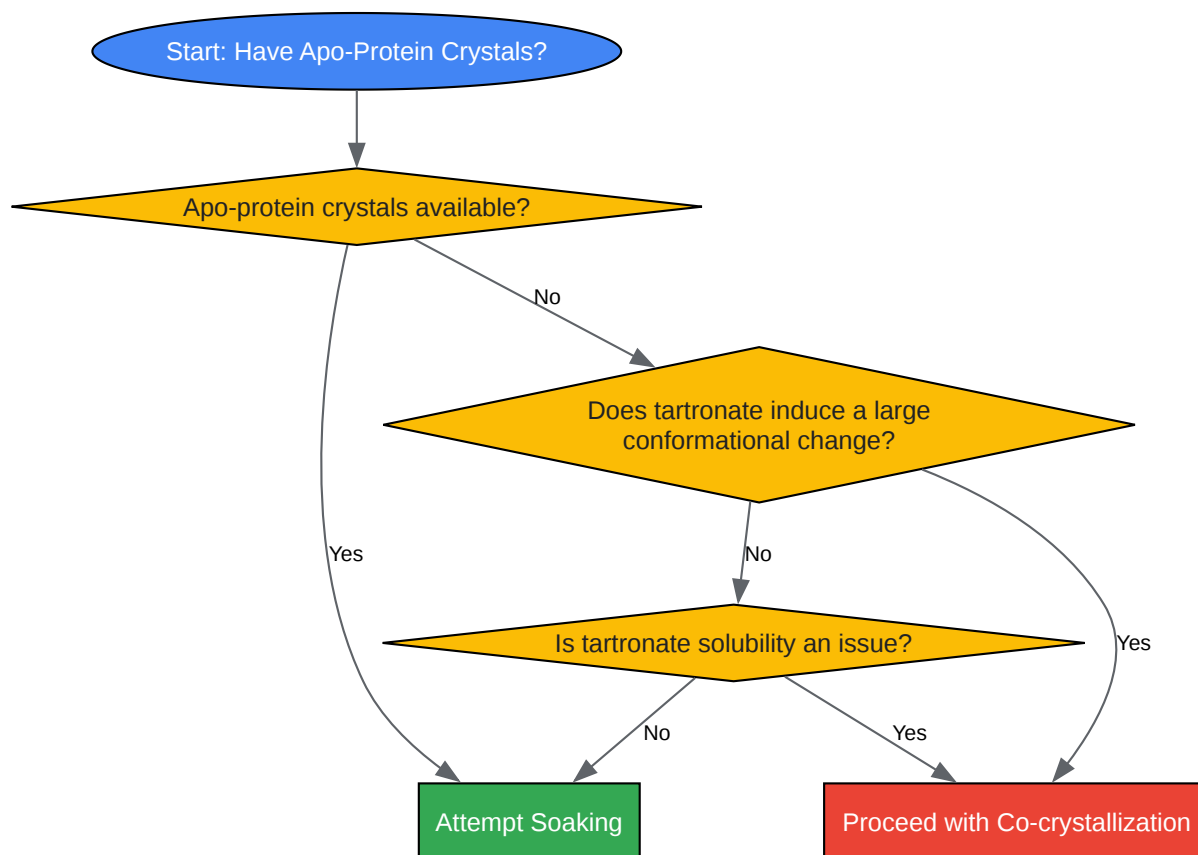 Start: Have Apo-Protein Crystals?
Apo-protein crystals available?
No
Does tartronate induce a large
conformational change?
Yes
No
Is tartronate solubility an issue?
Yes
No
Yes
Attempt Soaking
Proceed with Co-crystallization